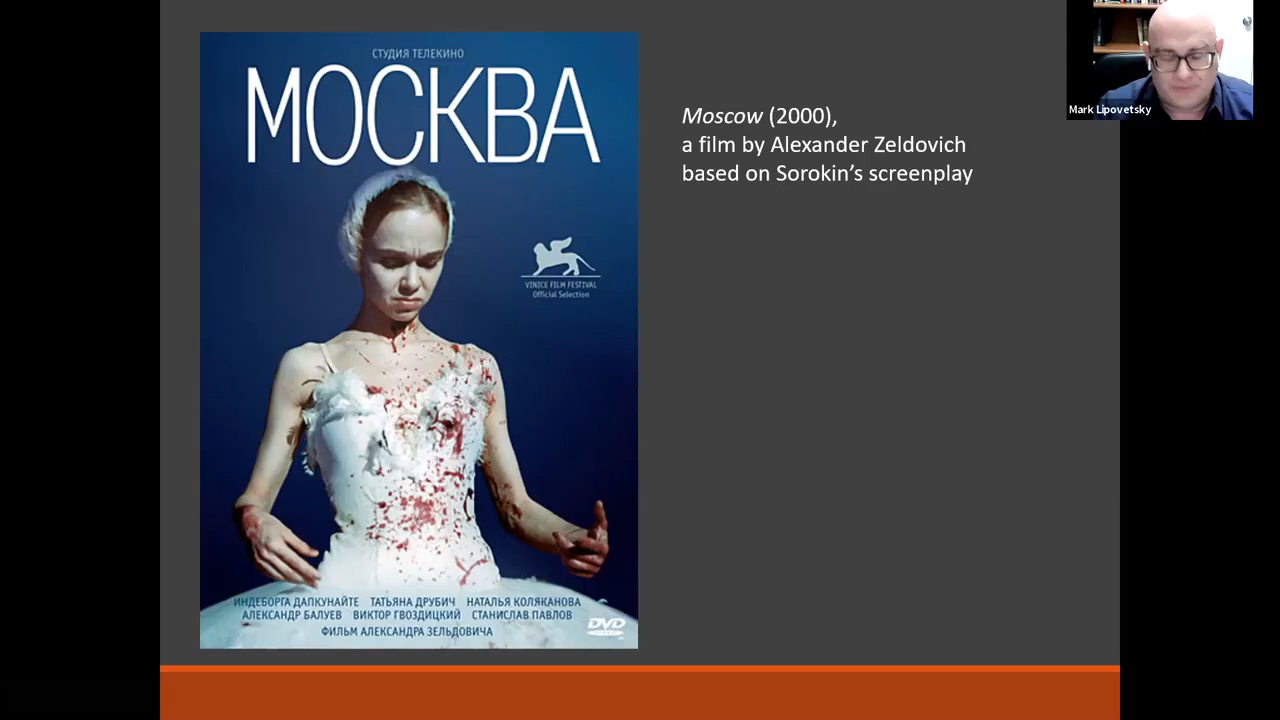 СТУДИЯ ТЕЛЕКИНО
МОСКВА
VINICE FILM FESTIVAL
Official Selection
ИНДЕБОРГА ДАПКУНАЙТЕ ТАТЬЯНА ДРУБИЧ НАТАЛЬЯ КОЛЯКАНОВА
АЛЕКСАНДР БАЛУЕВ ВИКТОР ГВОЗДИЦКИЙ СТАНИСЛАВ ПАВЛОВ
ФИЛЬМ АЛЕКСАНДРА ЗЕЛЬДОВИЧА
DVD
Moscow (2000),
a film by Alexander Zeldovich
based on Sorokin’s screenplay
Mark Lipovetsky